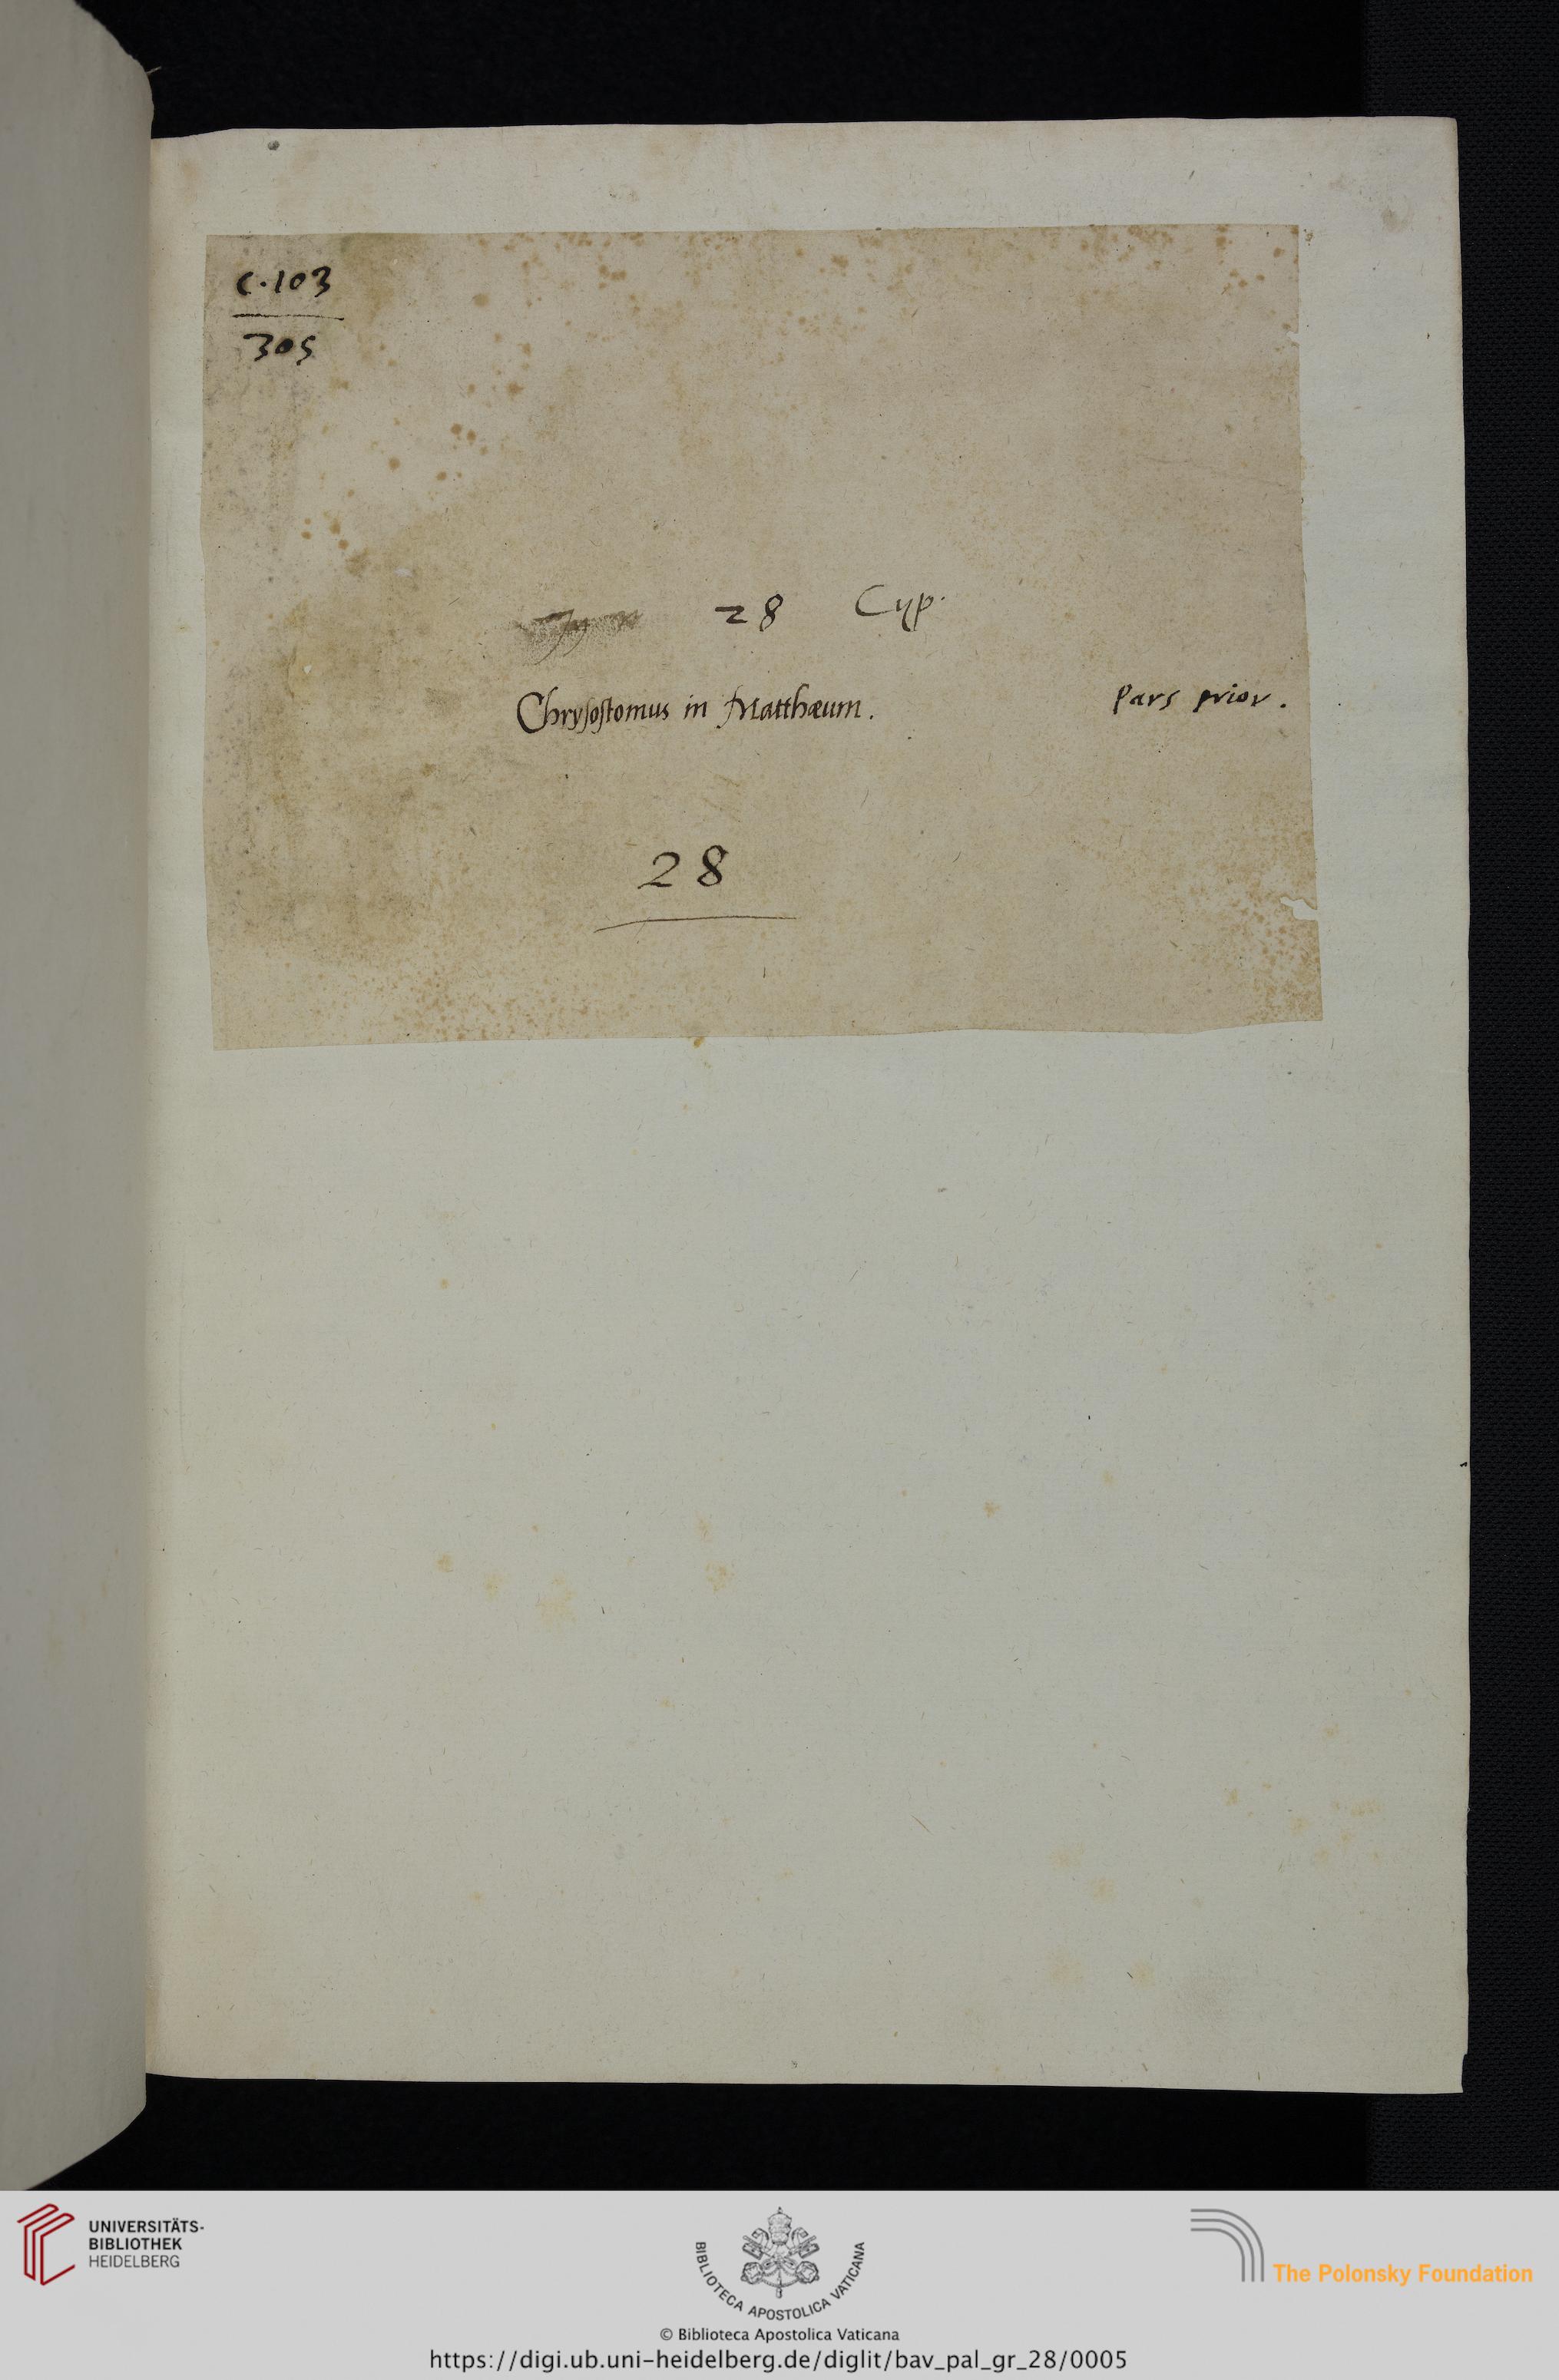 C·103
305
28 Cyp.
Chrysostomus in Matthæum. Pars prior.
28
UNIVERSITÄTS-
BIBLIOTHEK
HEIDELBERG
BIBLIOTECA APOSTOLICA VATICANA
The Polonsky Foundation
© Biblioteca Apostolica Vaticana
https://digi.ub.uni-heidelberg.de/diglit/bav_pal_gr_28/0005